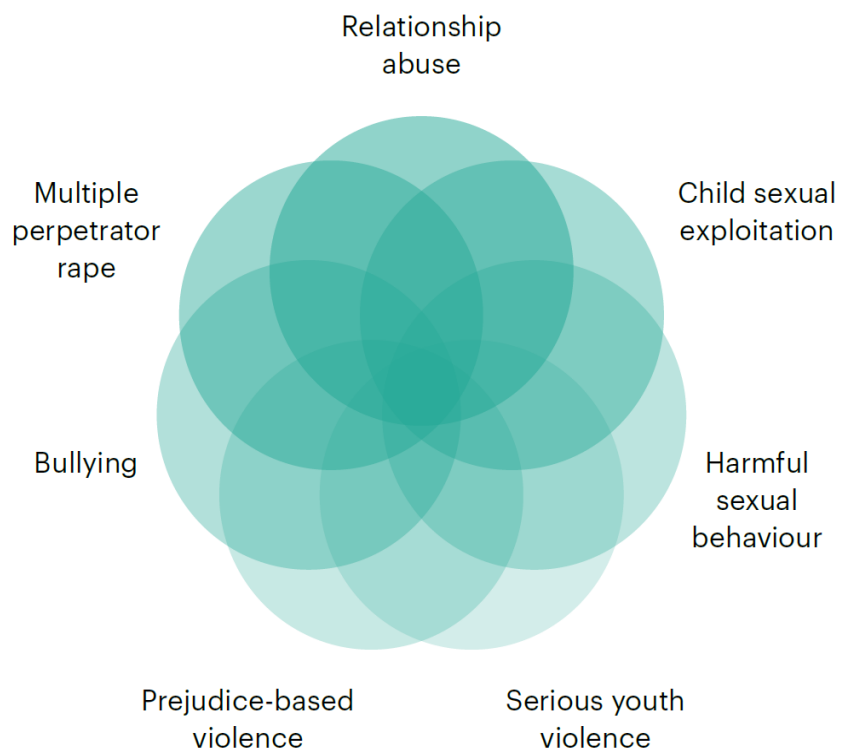 Relationship
abuse
Multiple
perpetrator
rape
Child sexual
exploitation
Bullying
Harmful
sexual
behaviour
Prejudice-based
violence
Serious youth
violence